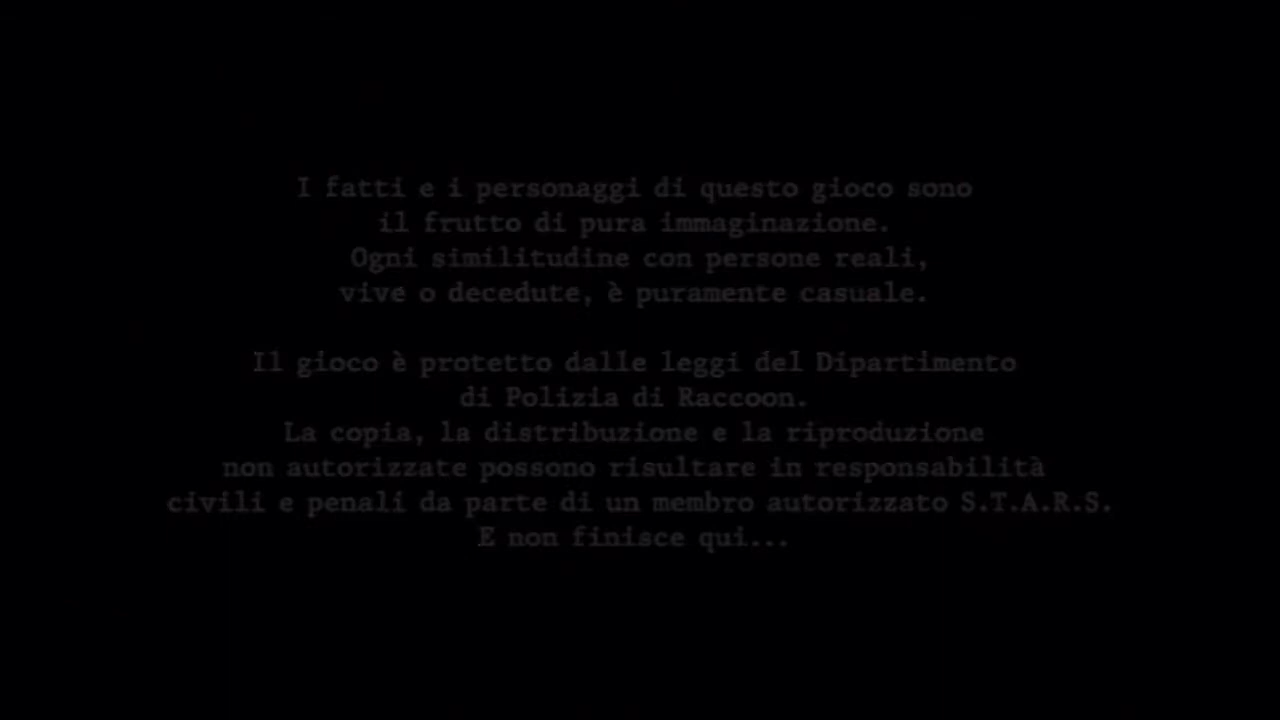 I fatti e i personaggi di questo gioco sono
il frutto di pura immaginazione.
Ogni similitudine con persone reali,
vive o decedute, è puramente casuale.
Il gioco è protetto dalle leggi del Dipartimento
di Polizia di Raccoon.
La copia, la distribuzione e la riproduzione
non autorizzate possono risultare in responsabilità
civili e penali da parte di un membro autorizzato S.T.A.R.S.
E non finisce qui...